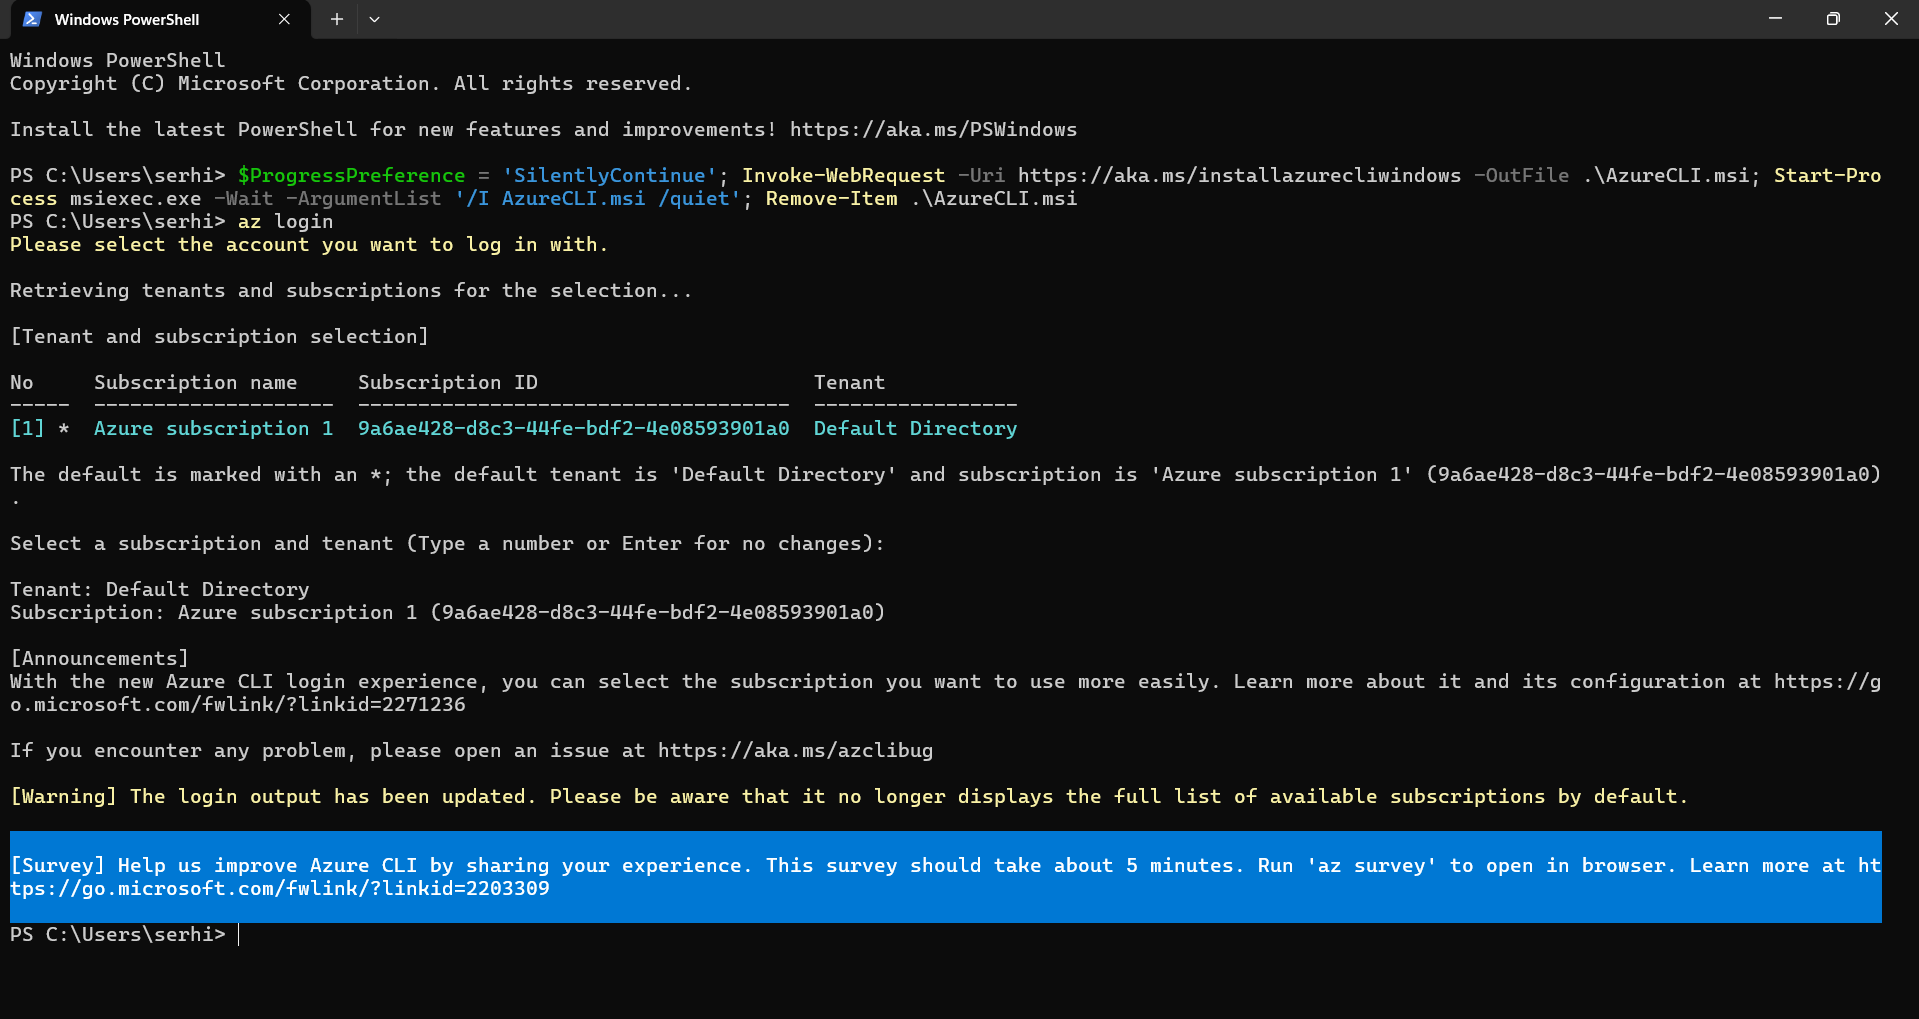 Windows PowerShell
Windows PowerShell
Copyright (C) Microsoft Corporation. All rights reserved.
Install the latest PowerShell for new features and improvements! https://aka.ms/PSWindows
PS C:\Users\serhi> $ProgressPreference = 'SilentlyContinue'; Invoke-WebRequest -Uri https://aka.ms/installazurecliwindows -OutFile .\AzureCLI.msi; Start-Pro
cess msiexec.exe -Wait -ArgumentList '/I AzureCLI.msi /quiet'; Remove-Item .\AzureCLI.msi
PS C:\Users\serhi> az login
Please select the account you want to log in with.
Retrieving tenants and subscriptions for the selection...
[Tenant and subscription selection]
No     Subscription name     Subscription ID                       Tenant
-----  --------------------  ------------------------------------  -----------------
[1] *  Azure subscription 1  9a6ae428-d8c3-44fe-bdf2-4e08593901a0  Default Directory
The default is marked with an *; the default tenant is 'Default Directory' and subscription is 'Azure subscription 1' (9a6ae428-d8c3-44fe-bdf2-4e08593901a0)
.
Select a subscription and tenant (Type a number or Enter for no changes):
Tenant: Default Directory
Subscription: Azure subscription 1 (9a6ae428-d8c3-44fe-bdf2-4e08593901a0)
[Announcements]
With the new Azure CLI login experience, you can select the subscription you want to use more easily. Learn more about it and its configuration at https://g
o.microsoft.com/fwlink/?linkid=2271236
If you encounter any problem, please open an issue at https://aka.ms/azclibug
[Warning] The login output has been updated. Please be aware that it no longer displays the full list of available subscriptions by default.
[Survey] Help us improve Azure CLI by sharing your experience. This survey should take about 5 minutes. Run 'az survey' to open in browser. Learn more at ht
tps://go.microsoft.com/fwlink/?linkid=2203309
PS C:\Users\serhi>